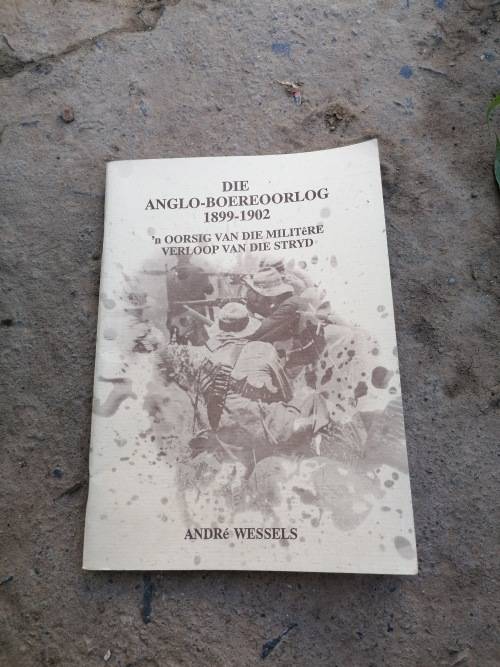 DIE
ANGLO-BOEREOORLOG
1899-1902
'n OORSIG VAN DIE MILITêRE
VERLOOP VAN DIE STRYD
ANDRé WESSELS